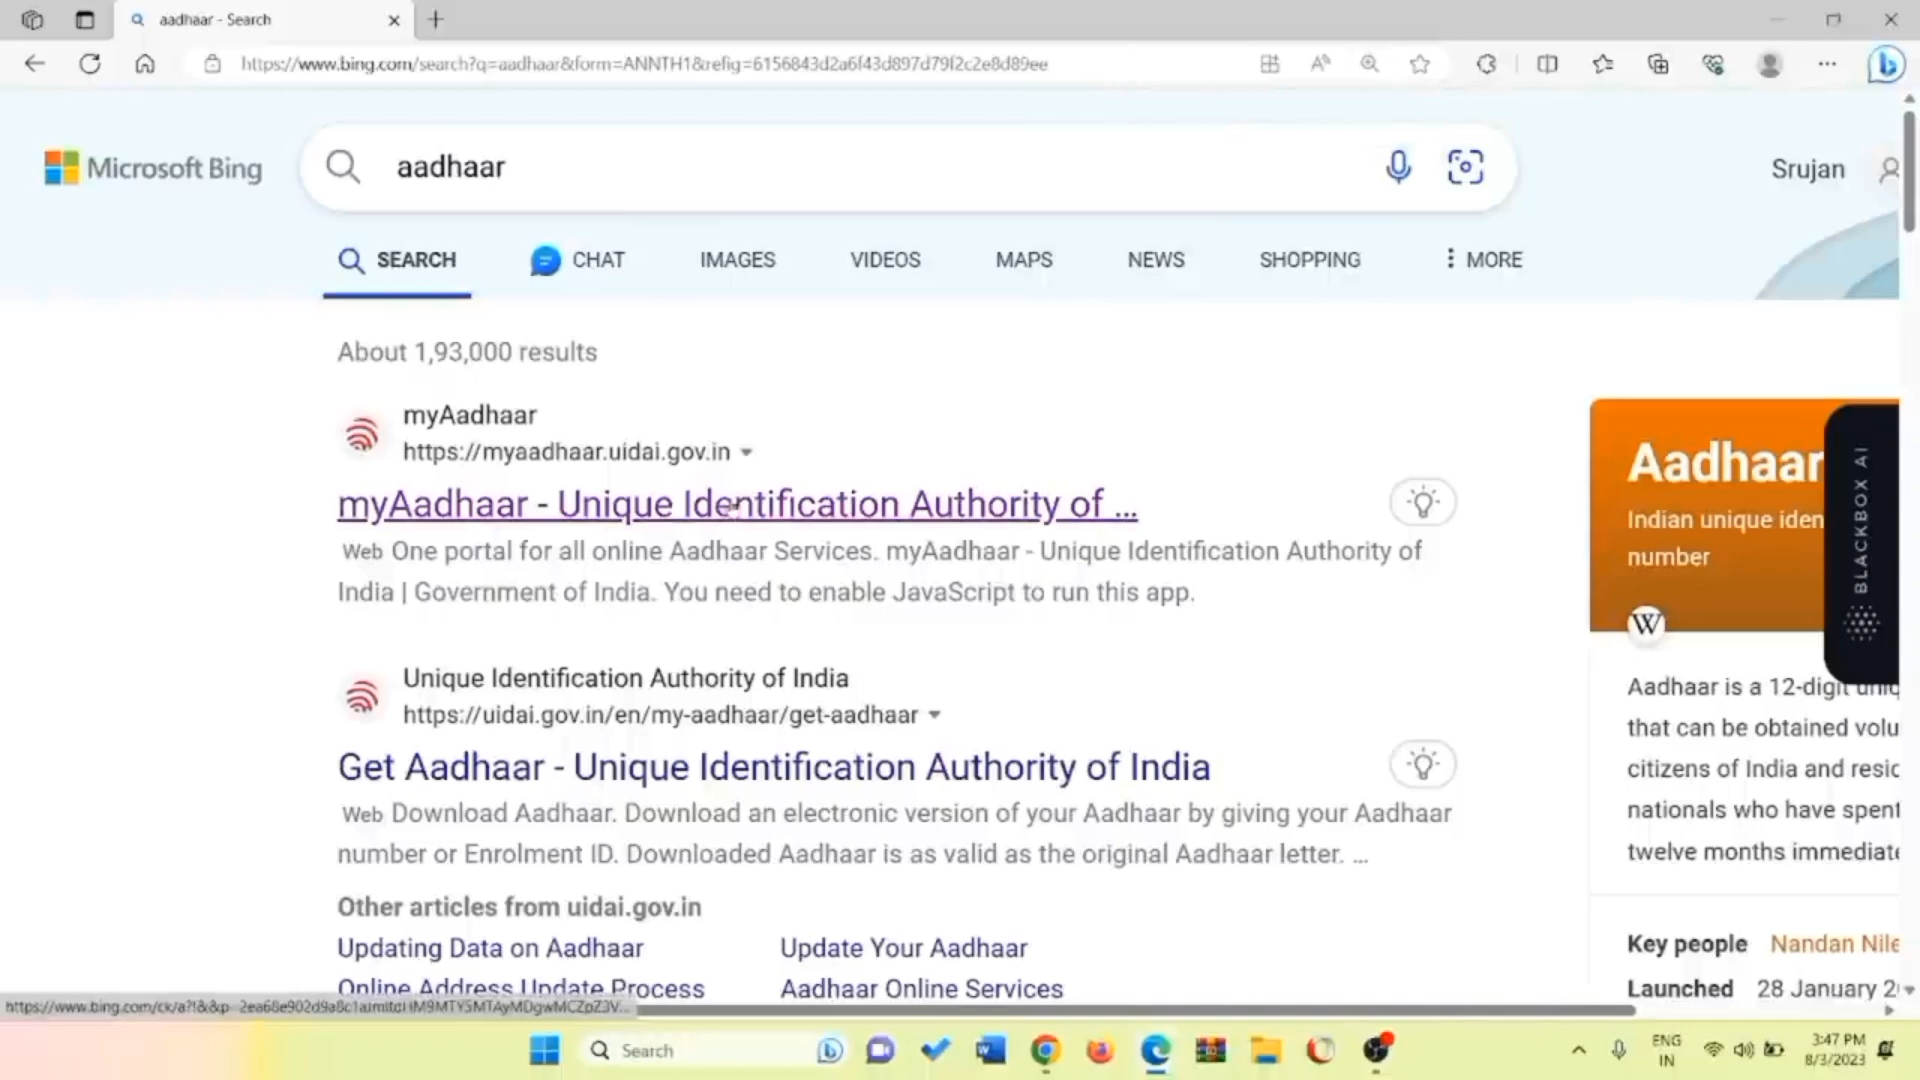 aadhaar - Search
https://www.bing.com/search?q=aadhaar&form=ANNTH1&refig=6156843d2a6f43d897d79f2c2e8d89ee
Microsoft Bing
aadhaar
Srujan
SEARCH
CHAT
IMAGES
VIDEOS
MAPS
NEWS
SHOPPING
MORE
About 1,93,000 results
myAadhaar
https://myaadhaar.uidai.gov.in
myAadhaar - Unique Identification Authority of ...
Web One portal for all online Aadhaar Services. myAadhaar - Unique Identification Authority of
India | Government of India. You need to enable JavaScript to run this app.
Unique Identification Authority of India
https://uidai.gov.in/en/my-aadhaar/get-aadhaar
Get Aadhaar - Unique Identification Authority of India
Web Download Aadhaar. Download an electronic version of your Aadhaar by giving your Aadhaar
number or Enrolment ID. Downloaded Aadhaar is as valid as the original Aadhaar letter. ...
Other articles from uidai.gov.in
Updating Data on Aadhaar
Update Your Aadhaar
Online Address Update Process
Aadhaar Online Services
Aadhaar
Indian unique iden
number
BLACKBOX AI
W
Aadhaar is a 12-digit
that can be obtained volu
citizens of India and resid
nationals who have spent
twelve months immediate
Key people Nandan Nile
Launched 28 January
Search
ENG
IN
3:47 PM
8/3/2023